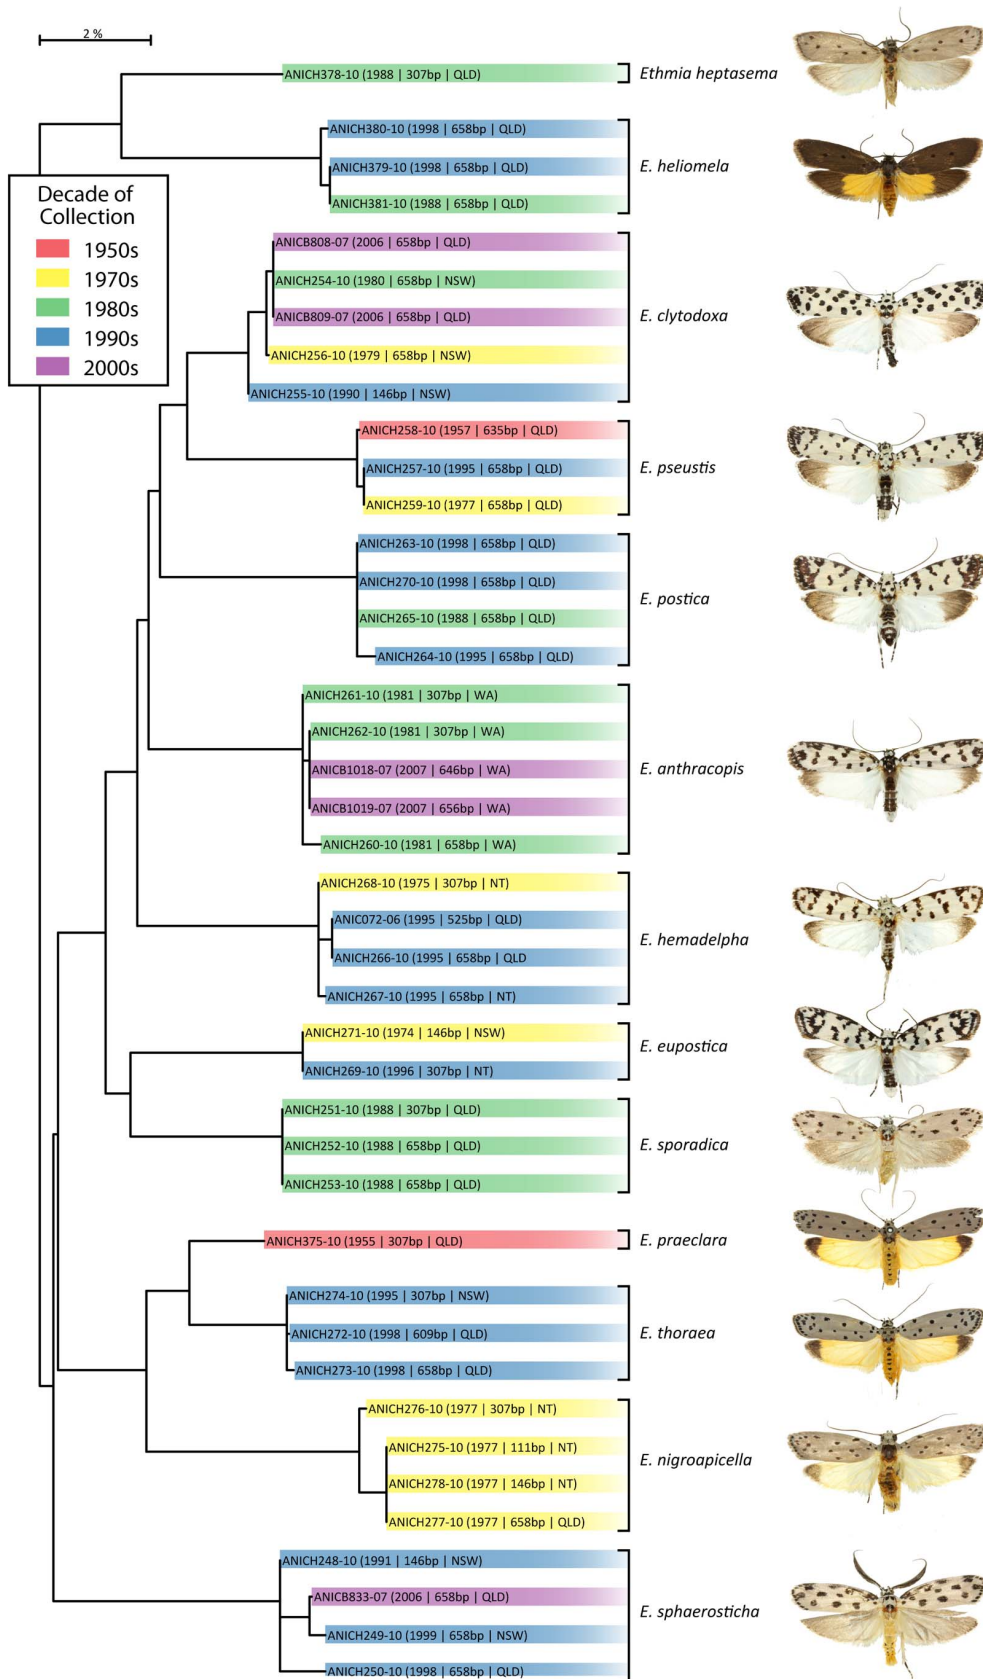 2 %
ANICH378-10 (1988 | 307bp | QLD)
Ethmia heptasema
ANICH380-10 (1998 | 658bp | QLD)
ANICH379-10 (1998 | 658bp | QLD)
E. heliomela
ANICH381-10 (1988 | 658bp | QLD)
Decade of
Collection
1950s
1970s
1980s
1990s
2000s
ANICB808-07 (2006 | 658bp | QLD)
ANICH254-10 (1980 | 658bp | NSW)
ANICB809-07 (2006 | 658bp | QLD)
E. clytodoxa
ANICH256-10 (1979 | 658bp | NSW)
ANICH255-10 (1990 | 146bp | NSW)
ANICH258-10 (1957 | 635bp | QLD)
ANICH257-10 (1995 | 658bp | QLD)
E. pseustis
ANICH259-10 (1977 | 658bp | QLD)
ANICH263-10 (1998 | 658bp | QLD)
ANICH270-10 (1998 | 658bp | QLD)
E. postica
ANICH265-10 (1988 | 658bp | QLD)
ANICH264-10 (1995 | 658bp | QLD)
ANICH261-10 (1981 | 307bp | WA)
ANICH262-10 (1981 | 307bp | WA)
ANICB1018-07 (2007 | 646bp | WA)
E. anthracopis
ANICB1019-07 (2007 | 656bp | WA)
ANICH260-10 (1981 | 658bp | WA)
ANICH268-10 (1975 | 307bp | NT)
ANIC072-06 (1995 | 525bp | QLD)
E. hemadelpha
ANICH266-10 (1995 | 658bp | QLD
ANICH267-10 (1995 | 658bp | NT)
ANICH271-10 (1974 | 146bp | NSW)
E. eupostica
ANICH269-10 (1996 | 307bp | NT)
ANICH251-10 (1988 | 307bp | QLD)
ANICH252-10 (1988 | 658bp | QLD)
E. sporadica
ANICH253-10 (1988 | 658bp | QLD)
ANICH375-10 (1955 | 307bp | QLD)
E. praeclara
ANICH274-10 (1995 | 307bp | NSW)
ANICH272-10 (1998 | 609bp | QLD)
E. thoraea
ANICH273-10 (1998 | 658bp | QLD)
ANICH276-10 (1977 | 307bp | NT)
ANICH275-10 (1977 | 111bp | NT)
E. nigroapicella
ANICH278-10 (1977 | 146bp | NT)
ANICH277-10 (1977 | 658bp | QLD)
ANICH248-10 (1991 | 146bp | NSW)
ANICB833-07 (2006 | 658bp | QLD)
E. sphaerosticha
ANICH249-10 (1999 | 658bp | NSW)
ANICH250-10 (1998 | 658bp | QLD)